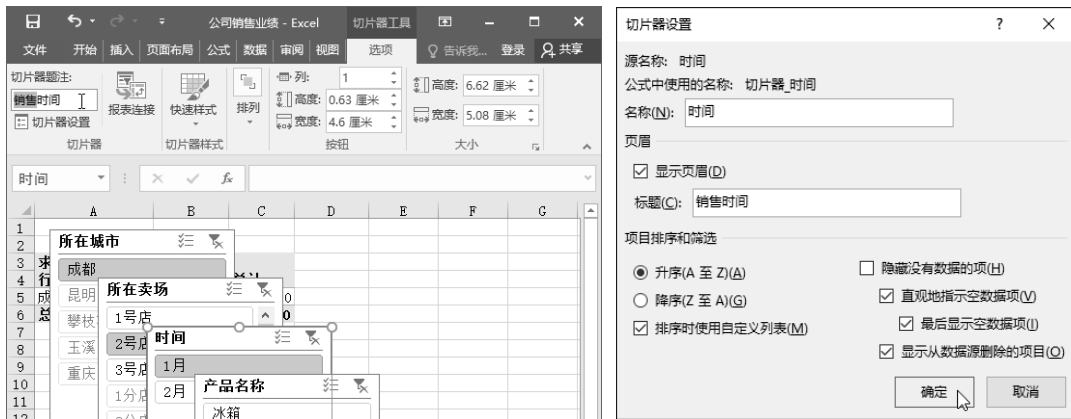 公司销售业绩 - Excel 切片器工具
文件 开始 插入 页面布局 公式 数据 审阅 视图 选项 告诉我... 登录 共享
切片器题注:
销售时间
切片器设置
切片器
报表连接
快速样式
切片器样式
排列
列: 1
高度: 0.63 厘米
宽度: 4.6 厘米
按钮
高度: 6.62 厘米
宽度: 5.08 厘米
大小
时间 fx
A B C D E F G
1
2
3
4
5
6
7
8
9
10
11
所在城市
成都
昆明
攀枝
玉溪
重庆
所在卖场
1号店
2号店
3号店
1分店
时间
1月
2月
产品名称
冰箱
切片器设置 ? ×
源名称: 时间
公式中使用的名称: 切片器_时间
名称(N): 时间
页眉
显示页眉(D)
标题(C): 销售时间
项目排序和筛选
升序(A 至 Z)(A)
降序(Z 至 A)(G)
排序时使用自定义列表(M)
隐藏没有数据的项(H)
直观地指示空数据项(V)
最后显示空数据项(I)
显示从数据源删除的项目(O)
确定 取消